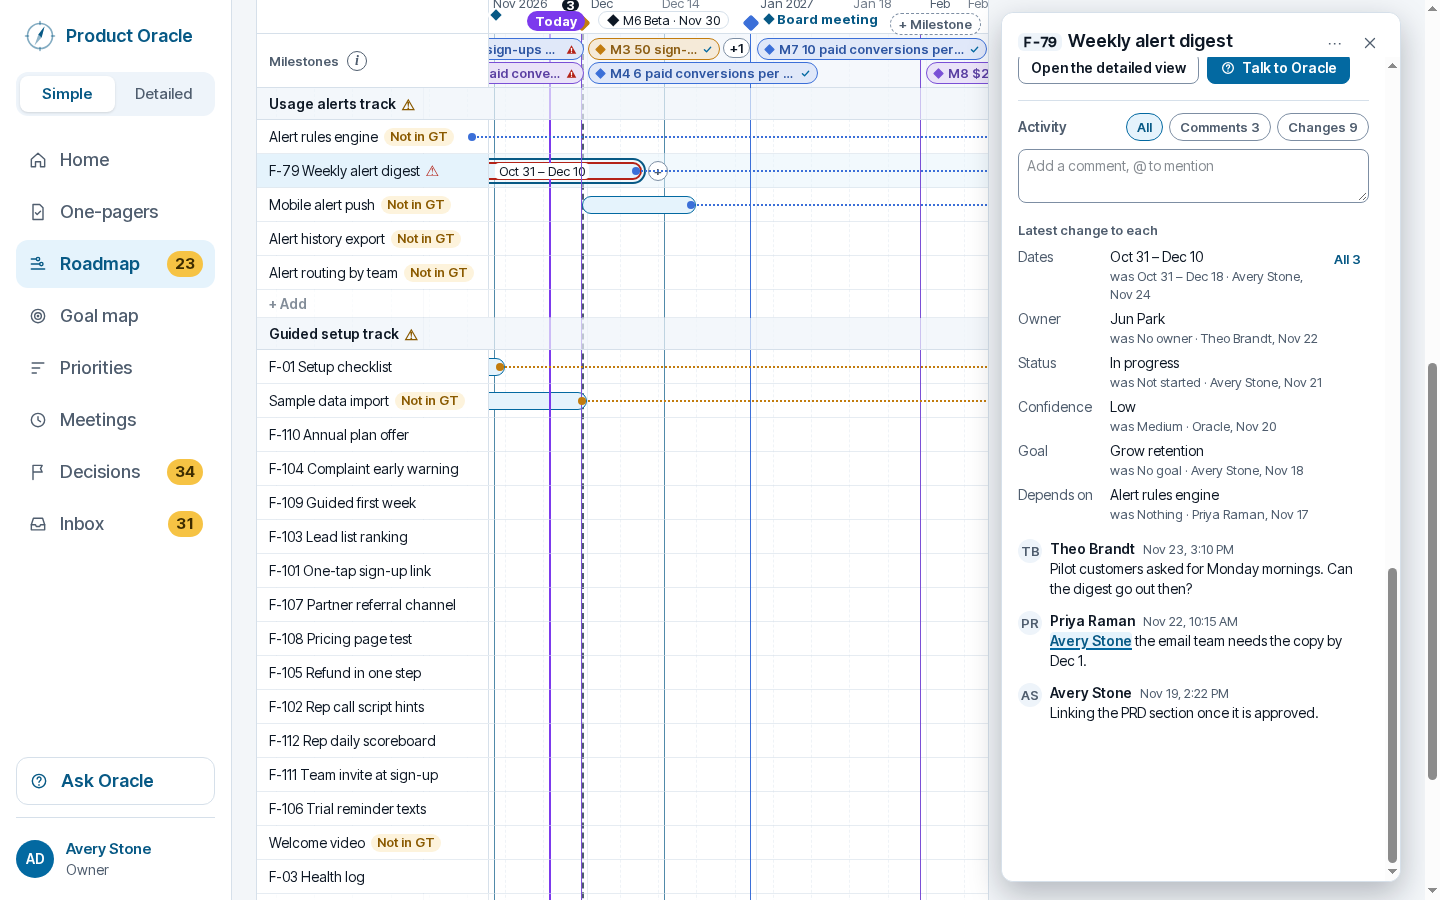 Product Oracle
Simple
Detailed
Home
One-pagers
Roadmap
23
Goal map
Priorities
Meetings
Decisions
34
Inbox
31
Ask Oracle
AD
Avery Stone
Owner
Nov 2026
3
Dec
Dec 14
Jan 2027
Jan 18
Feb
Feb
Today
M6 Beta · Nov 30
Board meeting
+ Milestone
Milestones
i
sign-ups ...
M3 50 sign-...
+1
M7 10 paid conversions per...
aid conve...
M4 6 paid conversions per ...
M8 $2
Usage alerts track
Alert rules engine
Not in GT
F-79 Weekly alert digest
Oct 31 – Dec 10
Mobile alert push
Not in GT
Alert history export
Not in GT
Alert routing by team
Not in GT
+ Add
Guided setup track
F-01 Setup checklist
Sample data import
Not in GT
F-110 Annual plan offer
F-104 Complaint early warning
F-109 Guided first week
F-103 Lead list ranking
F-101 One-tap sign-up link
F-107 Partner referral channel
F-108 Pricing page test
F-105 Refund in one step
F-102 Rep call script hints
F-112 Rep daily scoreboard
F-111 Team invite at sign-up
F-106 Trial reminder texts
Welcome video
Not in GT
F-03 Health log
F-79 Weekly alert digest
Open the detailed view
Talk to Oracle
Activity
All
Comments 3
Changes 9
Add a comment, @ to mention
Latest change to each
Dates
Oct 31 – Dec 10
All 3
was Oct 31 – Dec 18 · Avery Stone,
Nov 24
Owner
Jun Park
was No owner · Theo Brandt, Nov 22
Status
In progress
was Not started · Avery Stone, Nov 21
Confidence
Low
was Medium · Oracle, Nov 20
Goal
Grow retention
was No goal · Avery Stone, Nov 18
Depends on
Alert rules engine
was Nothing · Priya Raman, Nov 17
TB
Theo Brandt Nov 23, 3:10 PM
Pilot customers asked for Monday mornings. Can
the digest go out then?
PR
Priya Raman Nov 22, 10:15 AM
Avery Stone the email team needs the copy by
Dec 1.
AS
Avery Stone Nov 19, 2:22 PM
Linking the PRD section once it is approved.